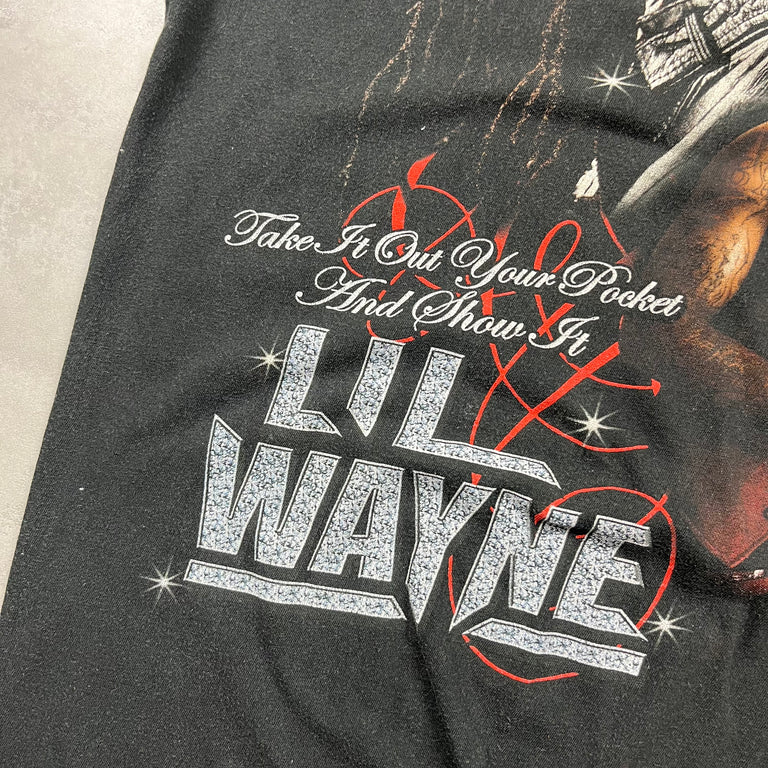 Take It Out Your Pocket
And Show It
LIL
WAYNE